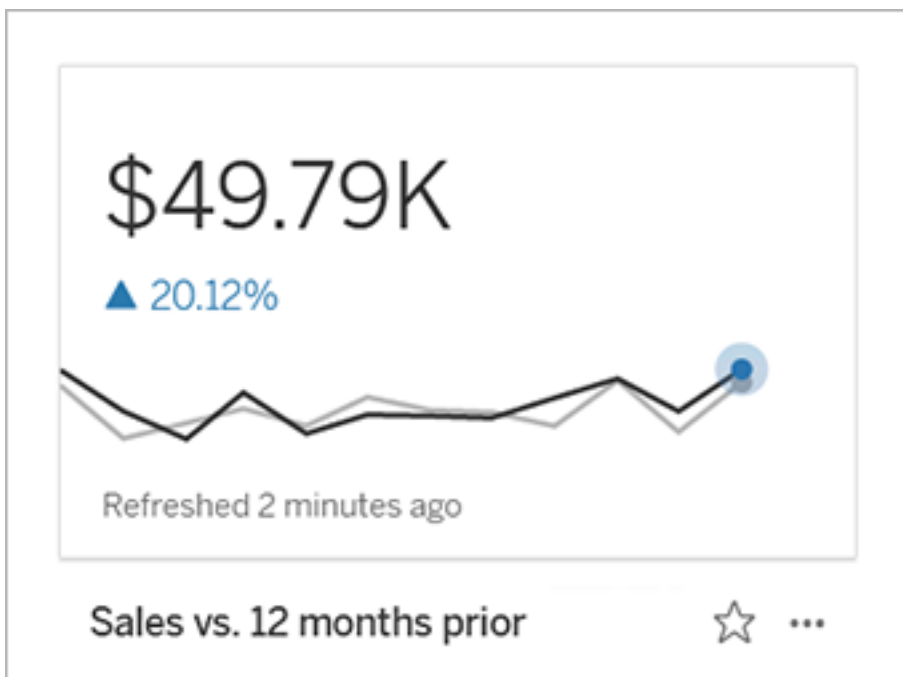 $49.79K
▲ 20.12%
Refreshed 2 minutes ago
Sales vs. 12 months prior